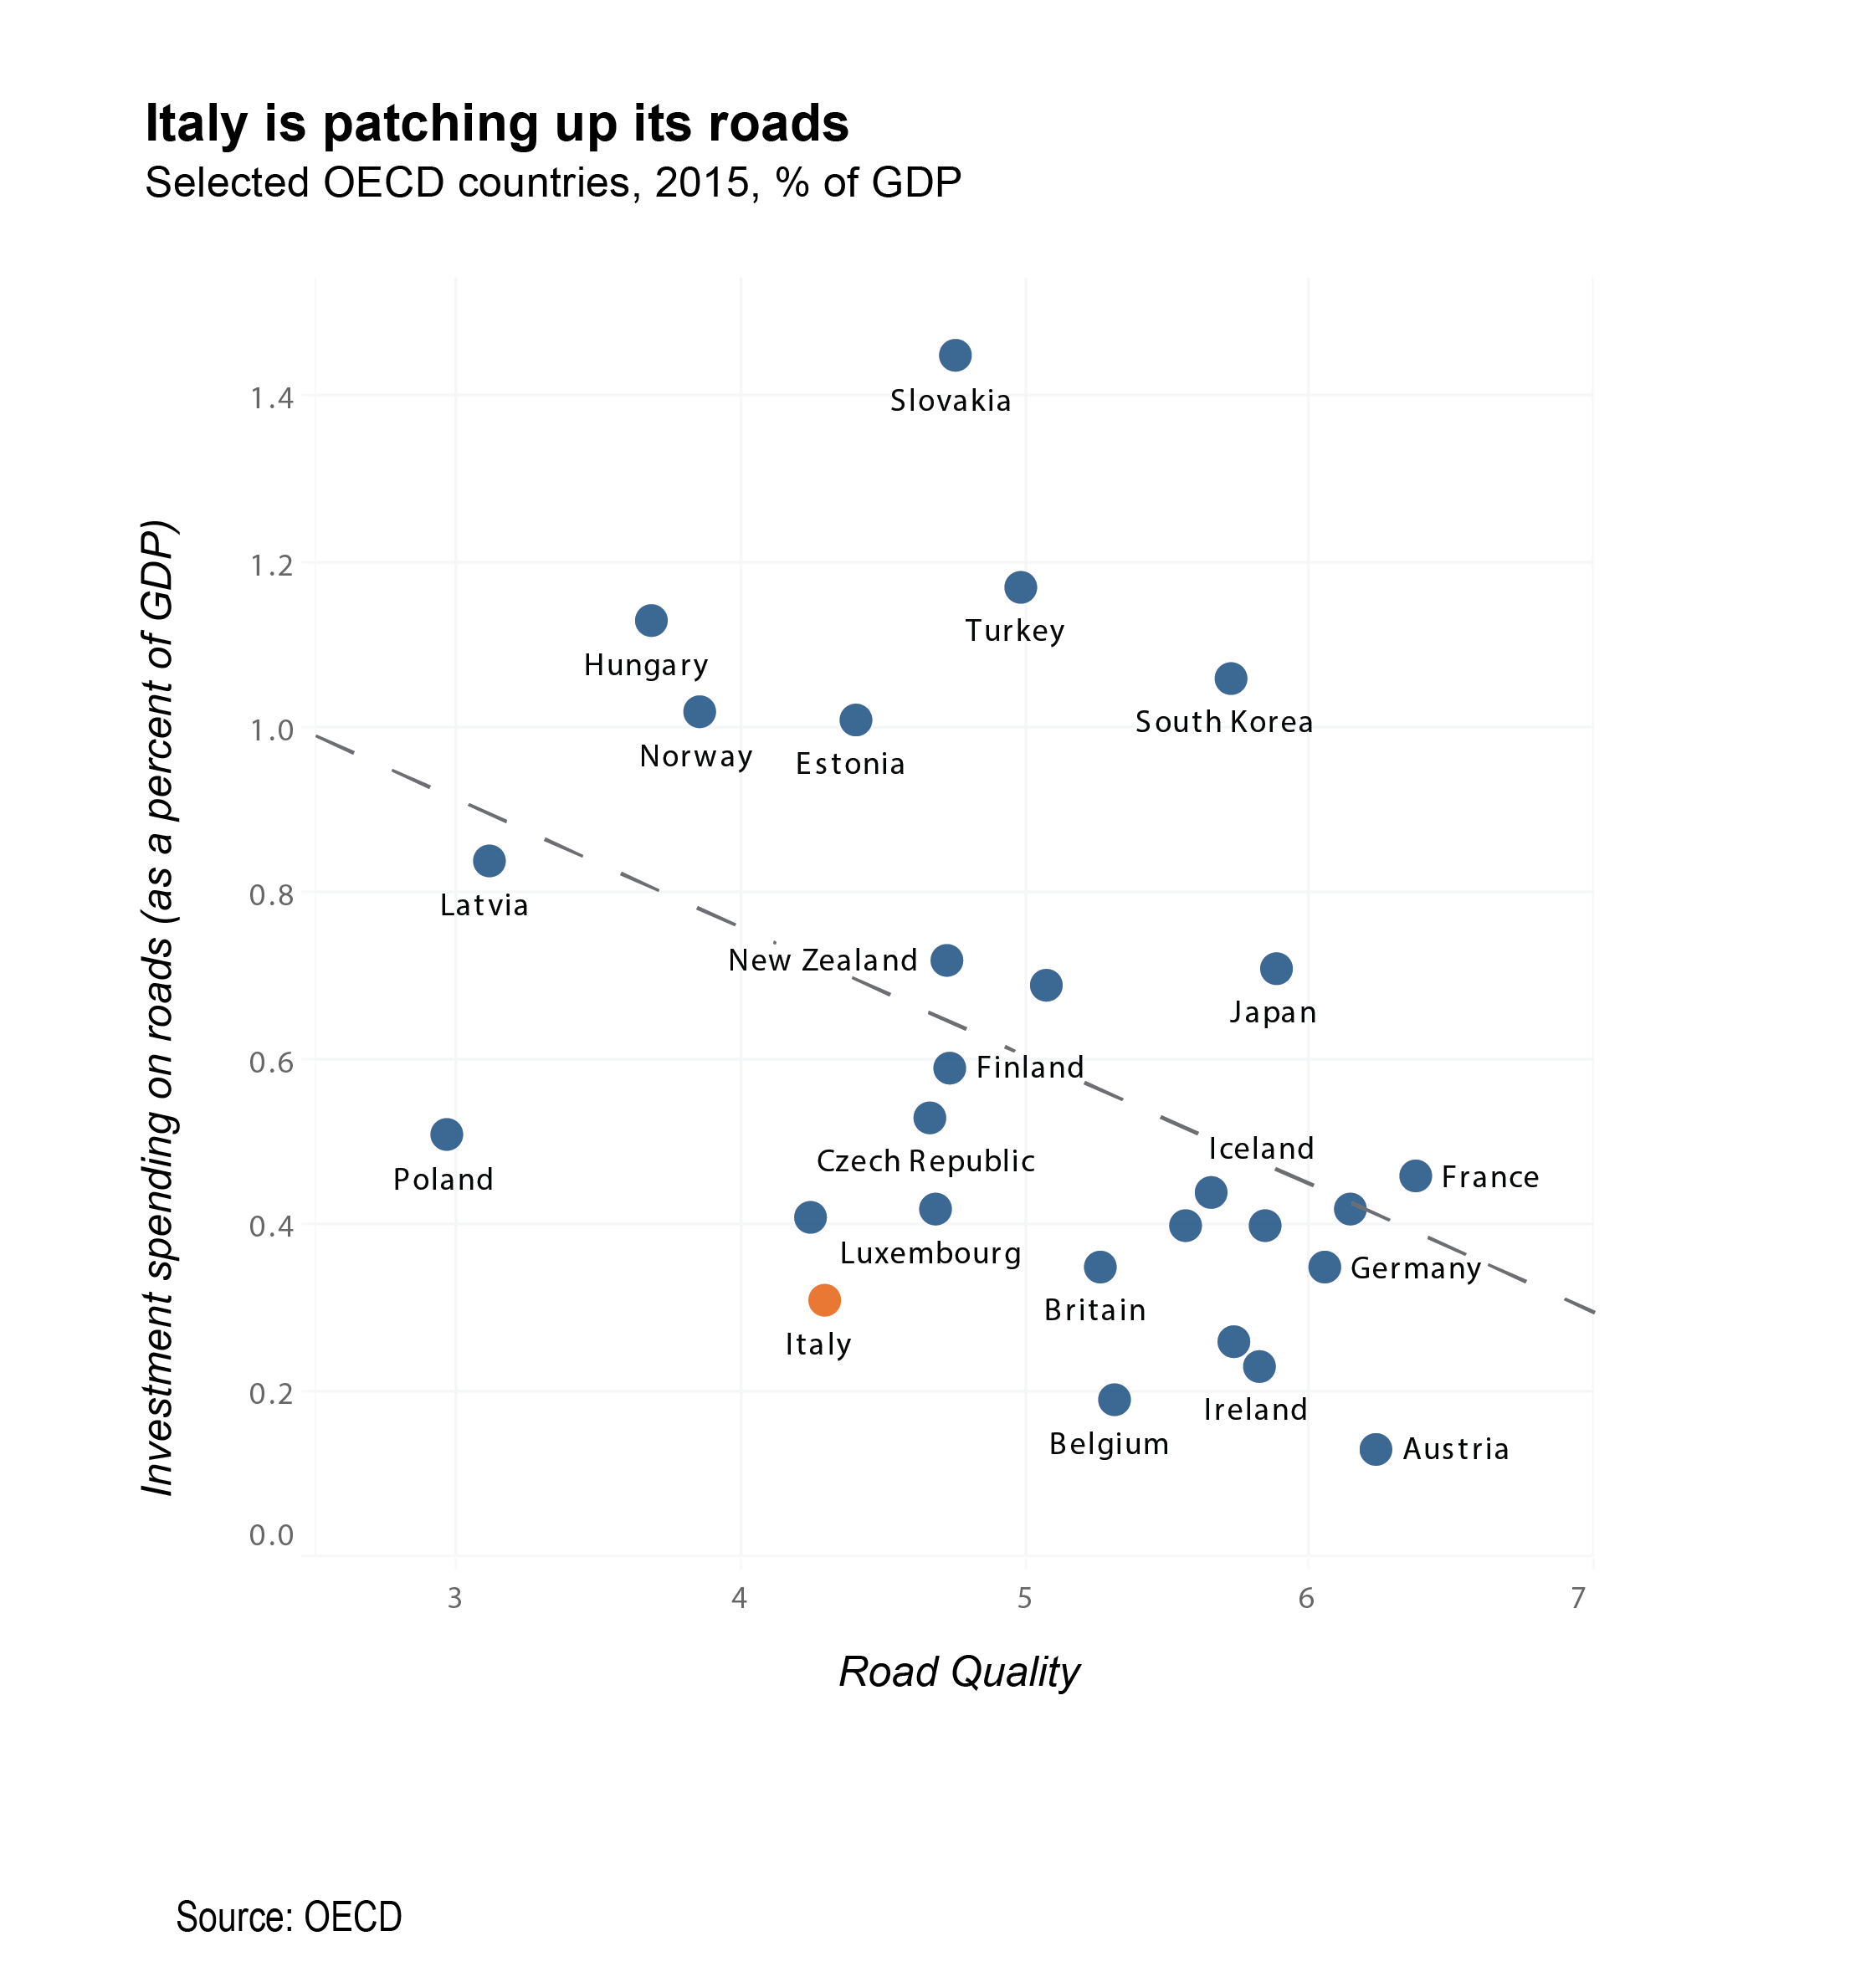 Italy is patching up its roads
Selected OECD countries, 2015, % of GDP
Investment spending on roads (as a percent of GDP)
1.4
1.2
1.0
0.8
0.6
0.4
0.2
0.0
Slovakia
Turkey
Hungary
South Korea
Norway
Estonia
Latvia
New Zealand
Japan
Finland
Iceland
Czech Republic
France
Poland
Luxembourg
Germany
Britain
Italy
Ireland
Belgium
Austria
3 4 5 6 7
Road Quality
Source: OECD